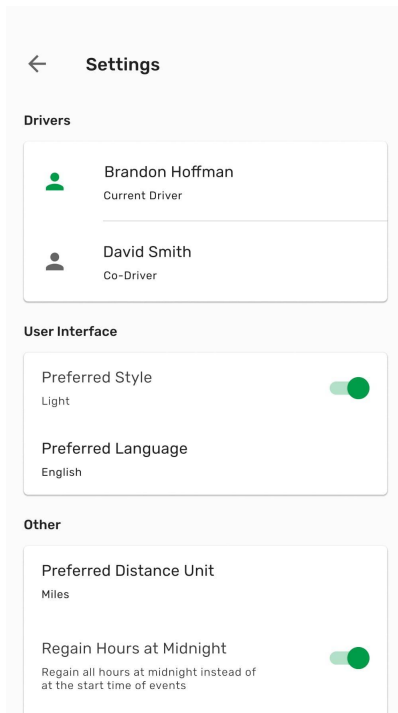 Settings
Drivers
Brandon Hoffman
Current Driver
David Smith
Co-Driver
User Interface
Preferred Style
Light
Preferred Language
English
Other
Preferred Distance Unit
Miles
Regain Hours at Midnight
Regain all hours at midnight instead of
at the start time of events